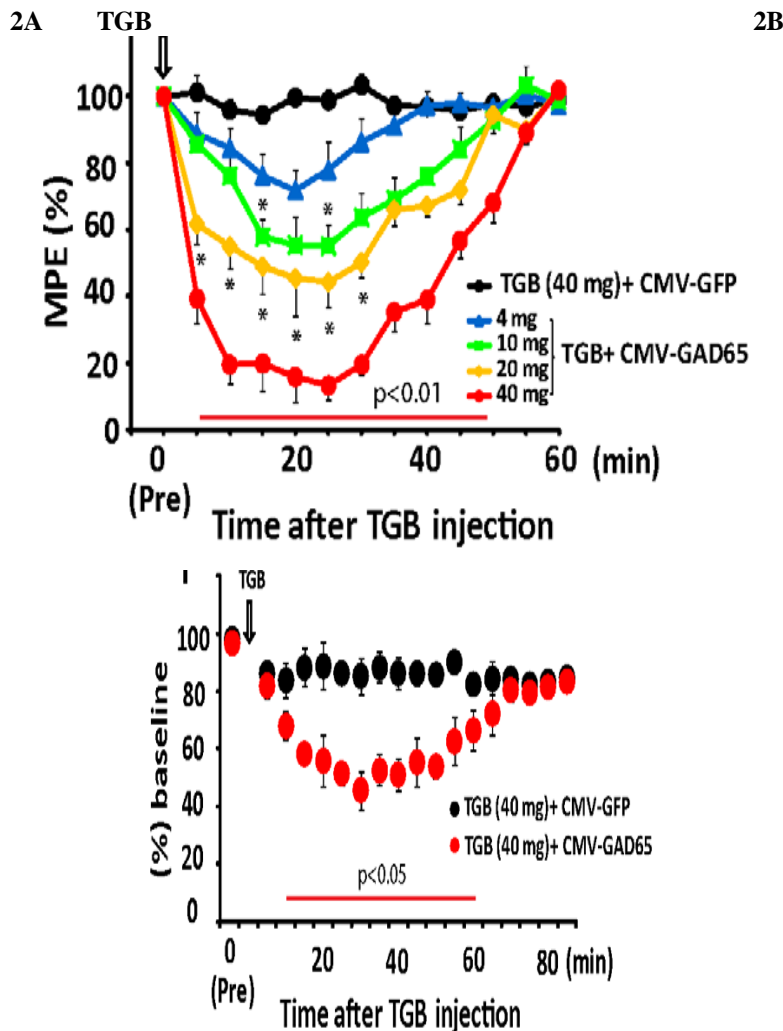 2A TGB 2B
100
80
60
40
20
0
MPE (%)
* *
* * * * * *
TGB (40 mg)+ CMV-GFP
4 mg
10 mg
20 mg
40 mg
TGB+ CMV-GAD65
p<0.01
0 20 40 60 (min)
(Pre)
Time after TGB injection
TGB
100
80
60
40
20
0
(%) baseline
TGB (40 mg)+ CMV-GFP
TGB (40 mg)+ CMV-GAD65
p<0.05
0 20 40 60 80 (min)
(Pre)
Time after TGB injection